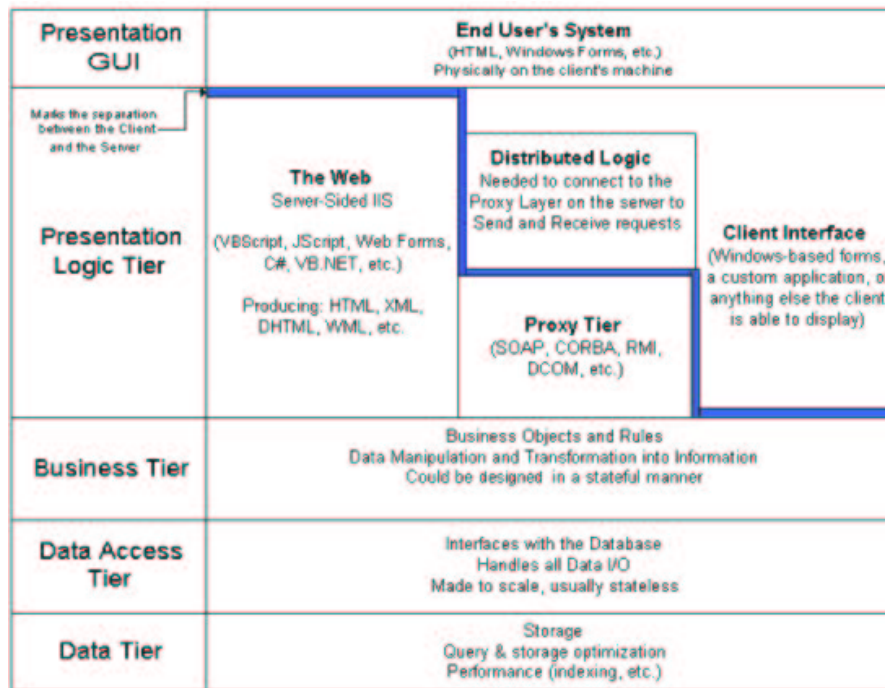 Presentation
GUI
End User's System
(HTML, Windows Forms, etc.)
Physically on the client's machine
Marks the separation
between the Client
and the Server
Presentation
Logic Tier
The Web
Server-Sided IIS
(VBScript, JScript, Web Forms,
C#, VB.NET, etc.)
Producing: HTML, XML,
DHTML, WML, etc.
Distributed Logic
Needed to connect to the
Proxy Layer on the server to
Send and Receive requests
Proxy Tier
(SOAP, CORBA, RMI,
DCOM, etc.)
Client Interface
(Windows-based forms,
a custom application, o
anything else the client
is able to display)
Business Tier
Business Objects and Rules
Data Manipulation and Transformation into Information
Could be designed in a stateful manner
Data Access
Tier
Interfaces with the Database
Handles all Data I/O
Made to scale, usually stateless
Data Tier
Storage
Query & storage optimization
Performance (indexing, etc.)